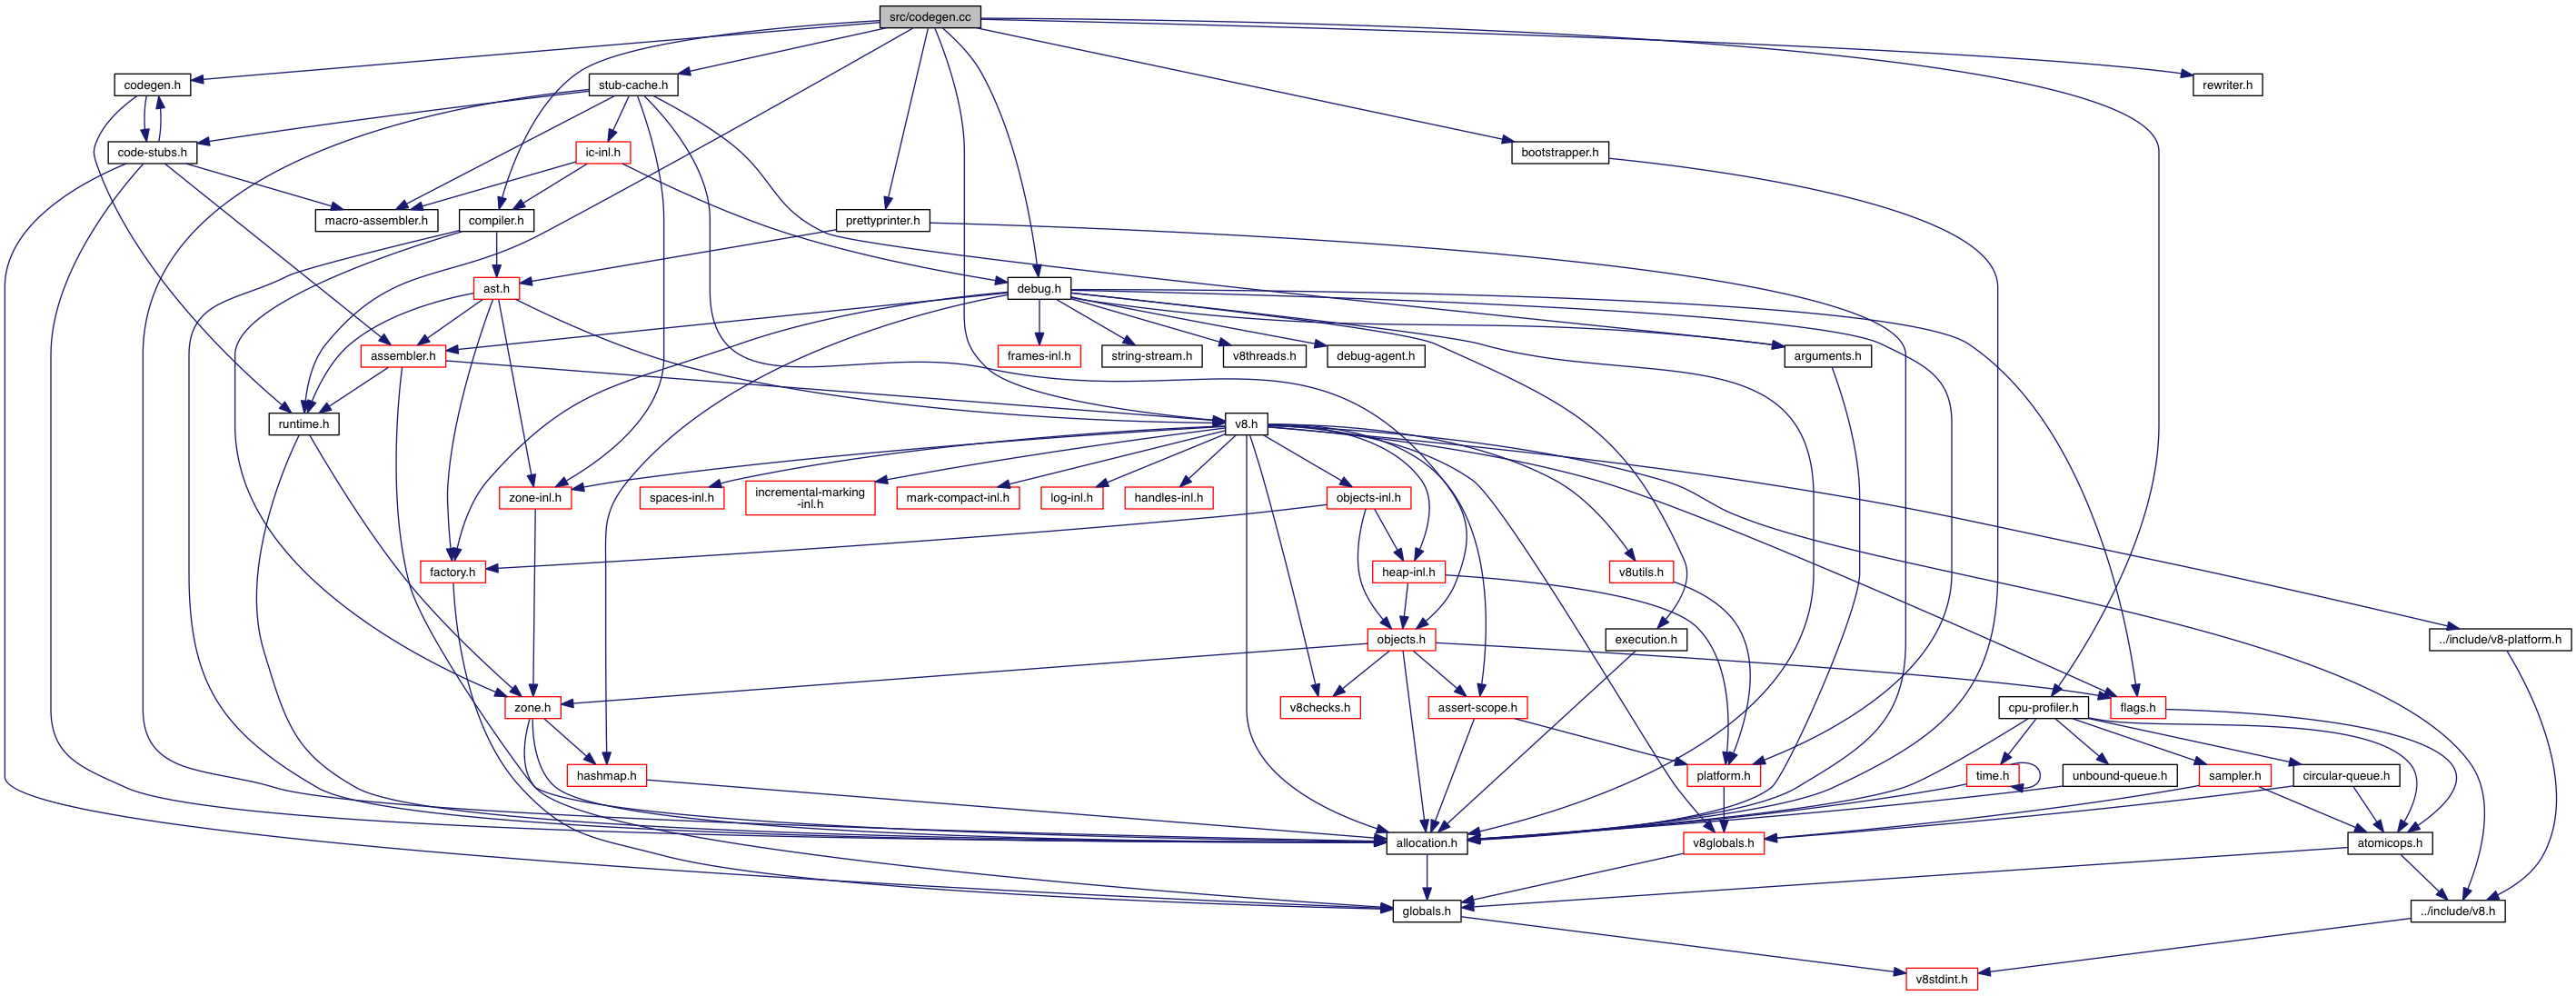 src/codegen.cc
codegen.h
stub-cache.h
rewriter.h
code-stubs.h
ic-inl.h
bootstrapper.h
macro-assembler.h
compiler.h
prettyprinter.h
ast.h
debug.h
assembler.h
frames-inl.h
string-stream.h
v8threads.h
debug-agent.h
arguments.h
runtime.h
v8.h
zone-inl.h
spaces-inl.h
incremental-marking
-inl.h
mark-compact-inl.h
log-inl.h
handles-inl.h
objects-inl.h
factory.h
heap-inl.h
v8utils.h
objects.h
execution.h
../include/v8-platform.h
zone.h
v8checks.h
assert-scope.h
cpu-profiler.h
flags.h
hashmap.h
platform.h
time.h
unbound-queue.h
sampler.h
circular-queue.h
allocation.h
v8globals.h
atomicops.h
globals.h
../include/v8.h
v8stdint.h